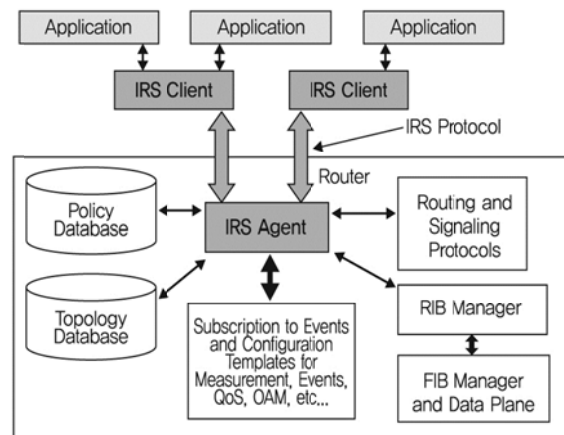 Application
Application
Application
IRS Client
IRS Client
IRS Protocol
Router
Policy
Database
IRS Agent
Routing and
Signaling
Protocols
Topology
Database
Subscription to Events
and Configuration
Templates for
Measurement, Events,
QoS, OAM, etc...
RIB Manager
FIB Manager
and Data Plane